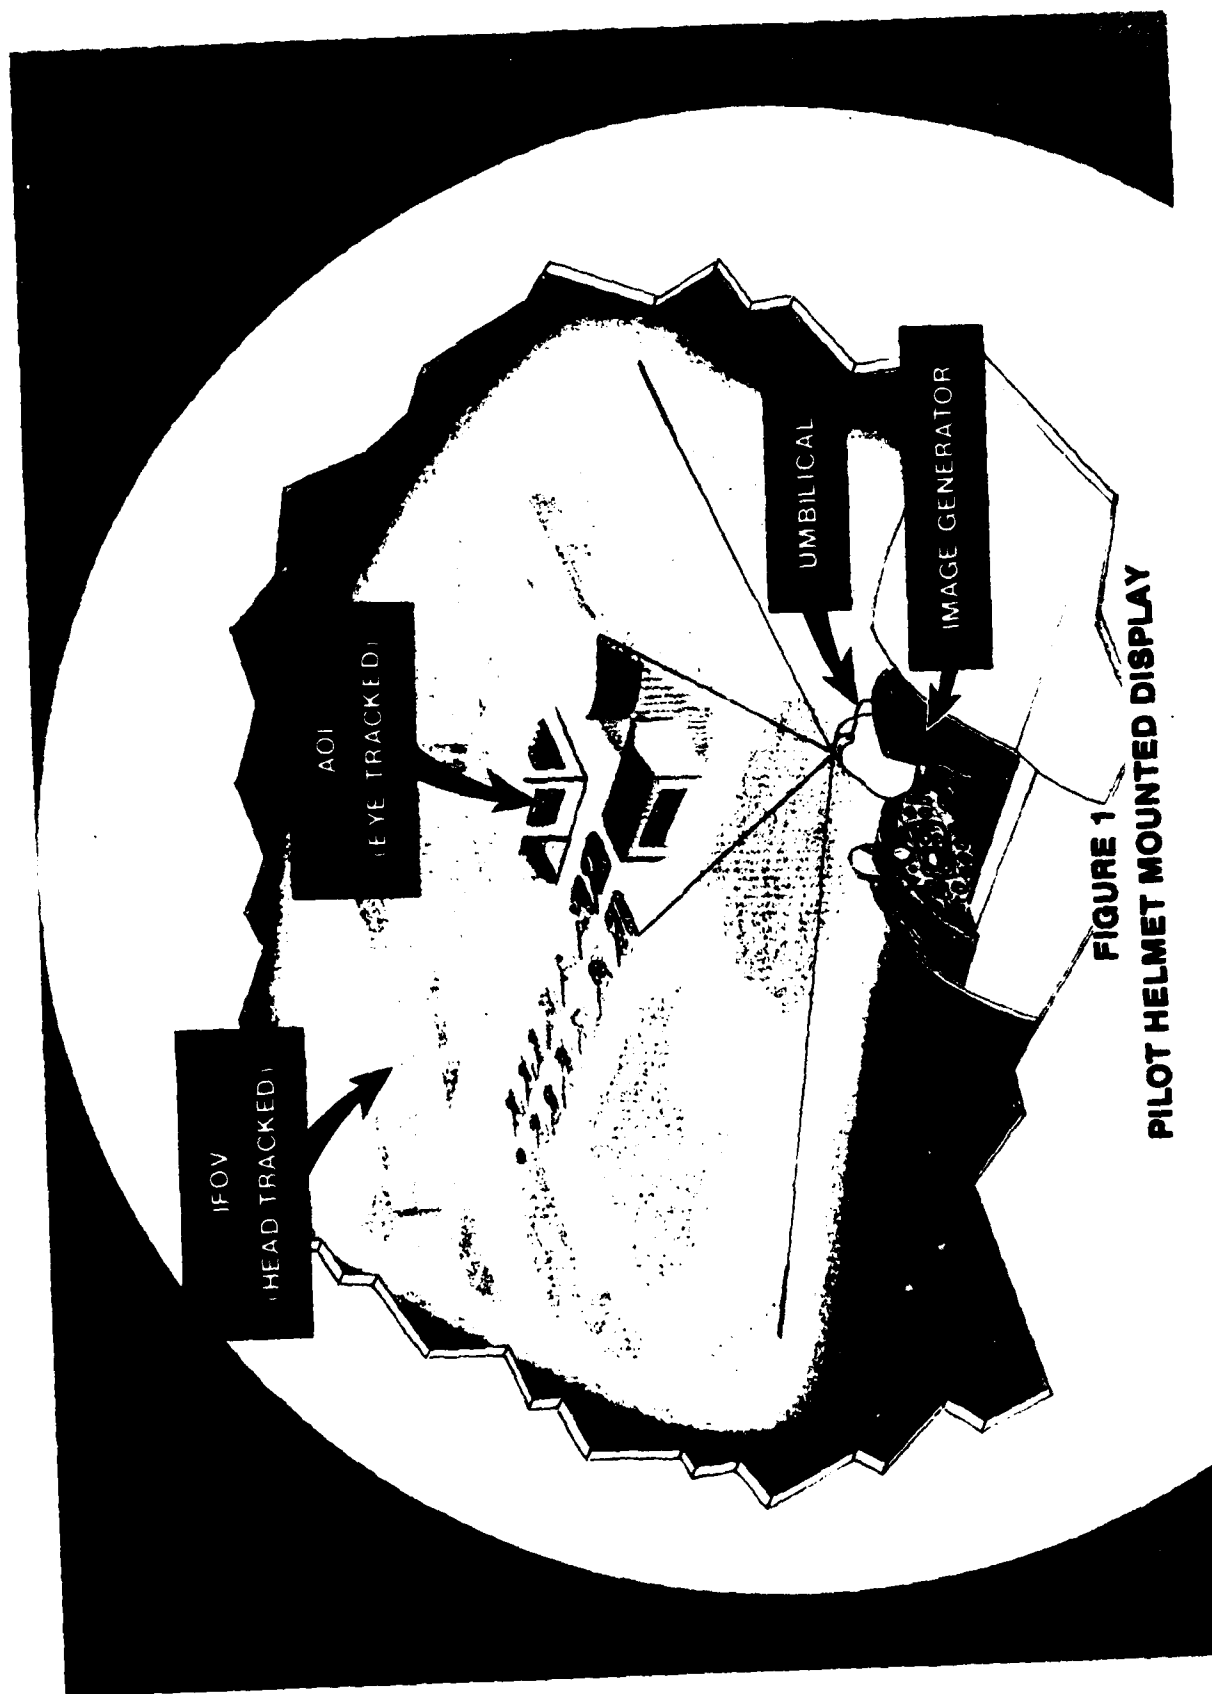 IFOV
(HEAD TRACKED)
AOI
(EYE TRACKED)
UMBILICAL
IMAGE GENERATOR
FIGURE 1
PILOT HELMET MOUNTED DISPLAY